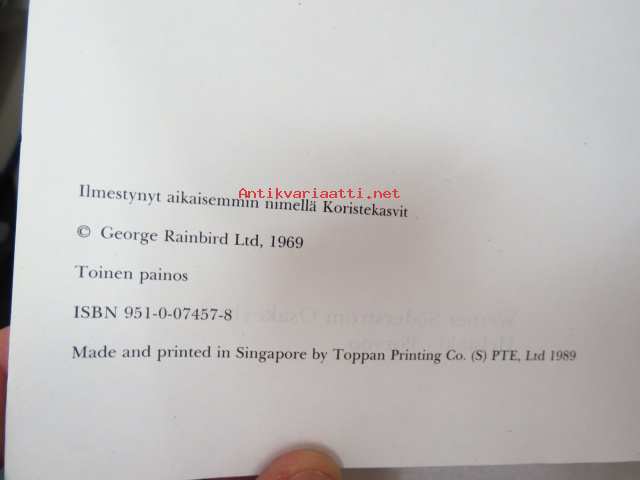 Antikvariaatti.net
Ilmestynyt aikaisemmin nimellä Koristekasvit
© George Rainbird Ltd, 1969
Toinen painos
ISBN 951-0-07457-8
Made and printed in Singapore by Toppan Printing Co. (S) PTE, Ltd 1989